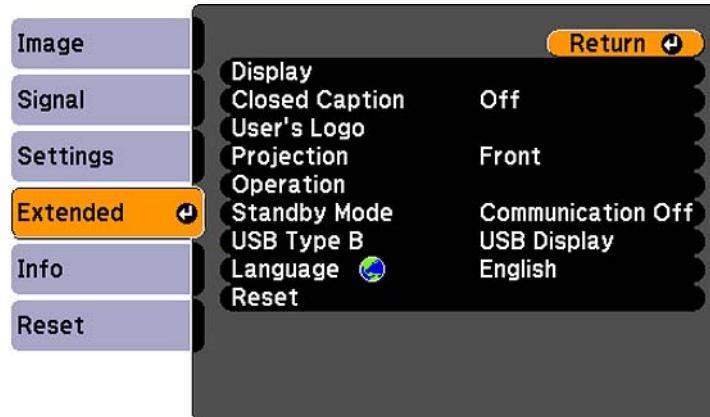 Image
Signal
Settings
Extended
Info
Reset
Return
Display
Closed Caption Off
User's Logo
Projection Front
Operation
Standby Mode Communication Off
USB Type B USB Display
Language English
Reset